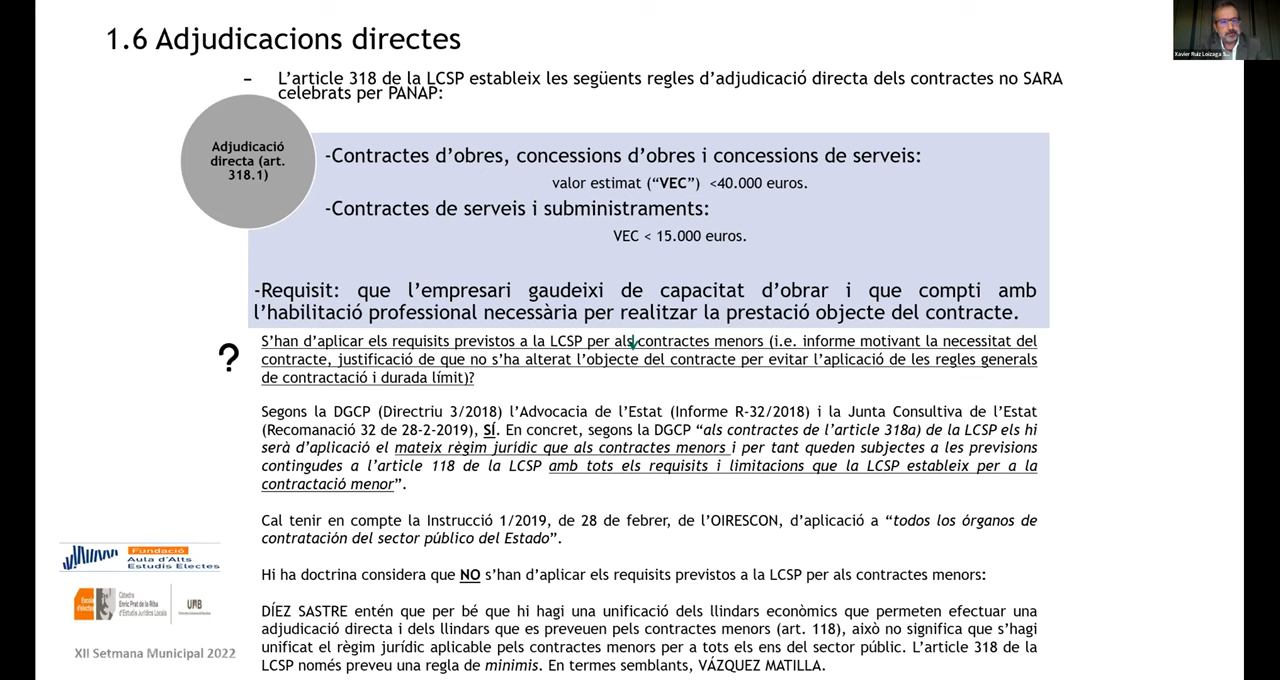 1.6 Adjudicacions directes
Xavier Ruiz Loizaga S...
– L’article 318 de la LCSP estableix les següents regles d’adjudicació directa dels contractes no SARA
celebrats per PANAP:
Adjudicació
directa (art.
318.1)
-Contractes d’obres, concessions d’obres i concessions de serveis:
valor estimat (“VEC”) <40.000 euros.
-Contractes de serveis i subministraments:
VEC < 15.000 euros.
-Requisit: que l’empresari gaudeixi de capacitat d’obrar i que compti amb
l’habilitació professional necessària per realitzar la prestació objecte del contracte.
?
S’han d’aplicar els requisits previstos a la LCSP per als contractes menors (i.e. informe motivant la necessitat del
contracte, justificació de que no s’ha alterat l’objecte del contracte per evitar l’aplicació de les regles generals
de contractació i durada límit)?
Segons la DGCP (Directriu 3/2018) l’Advocacia de l’Estat (Informe R-32/2018) i la Junta Consultiva de l’Estat
(Recomanació 32 de 28-2-2019), SÍ. En concret, segons la DGCP “als contractes de l’article 318a) de la LCSP els hi
serà d’aplicació el mateix règim jurídic que als contractes menors i per tant queden subjectes a les previsions
contingudes a l’article 118 de la LCSP amb tots els requisits i limitacions que la LCSP estableix per a la
contractació menor”.
Cal tenir en compte la Instrucció 1/2019, de 28 de febrer, de l’OIRESCON, d’aplicació a “todos los órganos de
contratación del sector público del Estado”.
Hi ha doctrina considera que NO s’han d’aplicar els requisits previstos a la LCSP per als contractes menors:
DÍEZ SASTRE entén que per bé que hi hagi una unificació dels llindars econòmics que permeten efectuar una
adjudicació directa i dels llindars que es preveuen pels contractes menors (art. 118), això no significa que s’hagi
unificat el règim jurídic aplicable pels contractes menors per a tots els ens del sector públic. L’article 318 de la
LCSP només preveu una regla de minimis. En termes semblants, VÁZQUEZ MATILLA.
Fundació
Aula d’Alts
Estudis Electes
Escola
d’electes
Càtedra
Enric Prat de la Riba
d’Estudis Jurídics Locals
UAB
XII Setmana Municipal 2022